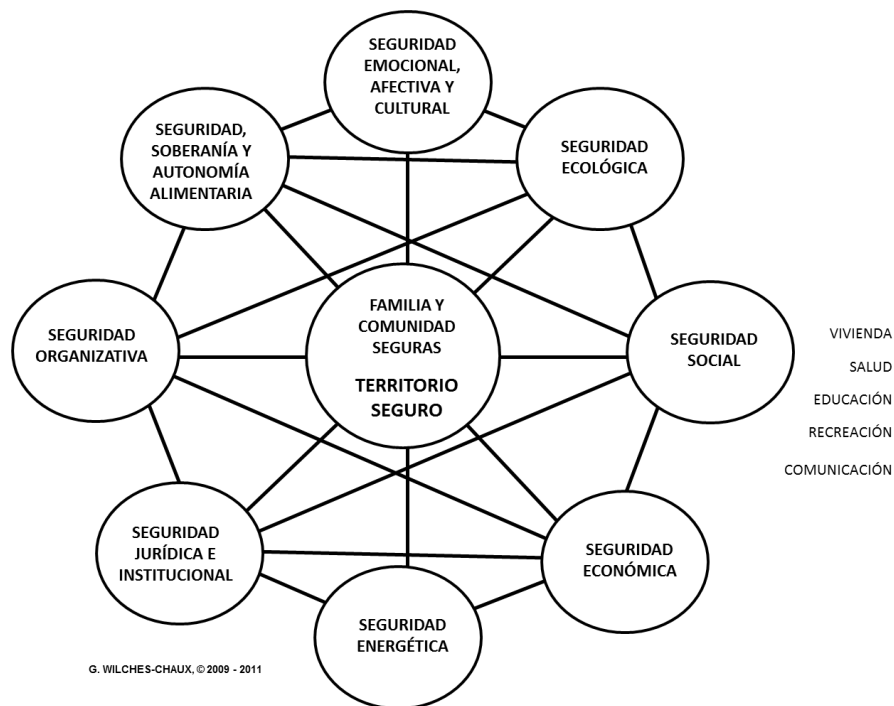 SEGURIDAD
EMOCIONAL,
AFECTIVA Y
CULTURAL
SEGURIDAD,
SOBERANÍA Y
AUTONOMÍA
ALIMENTARIA
SEGURIDAD
ECOLÓGICA
SEGURIDAD
ORGANIZATIVA
FAMILIA Y
COMUNIDAD
SEGURAS
TERRITORIO
SEGURO
SEGURIDAD
SOCIAL
VIVIENDA
SALUD
EDUCACIÓN
RECREACIÓN
COMUNICACIÓN
SEGURIDAD
JURÍDICA E
INSTITUCIONAL
SEGURIDAD
ECONÓMICA
SEGURIDAD
ENERGÉTICA
G. WILCHES-CHAUX, © 2009 - 2011